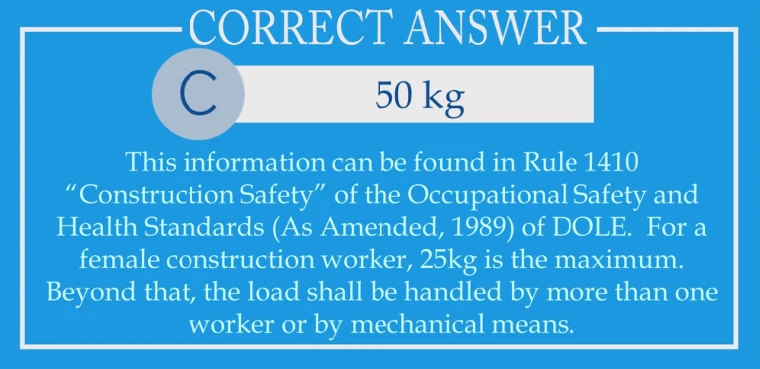 CORRECT ANSWER
C
50 kg
This information can be found in Rule 1410
“Construction Safety” of the Occupational Safety and
Health Standards (As Amended, 1989) of DOLE.  For a
female construction worker, 25kg is the maximum.
Beyond that, the load shall be handled by more than one
worker or by mechanical means.